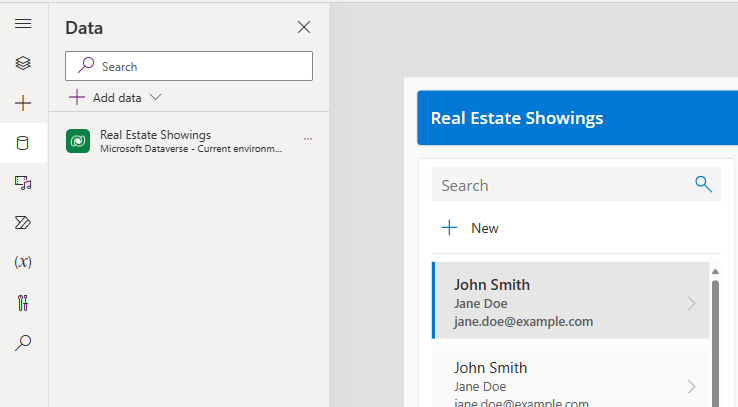 Data
Search
Add data
Real Estate Showings
Microsoft Dataverse - Current environm...
(x)
Real Estate Showings
Search
New
John Smith
Jane Doe
jane.doe@example.com
John Smith
Jane Doe
jane.doe@example.com